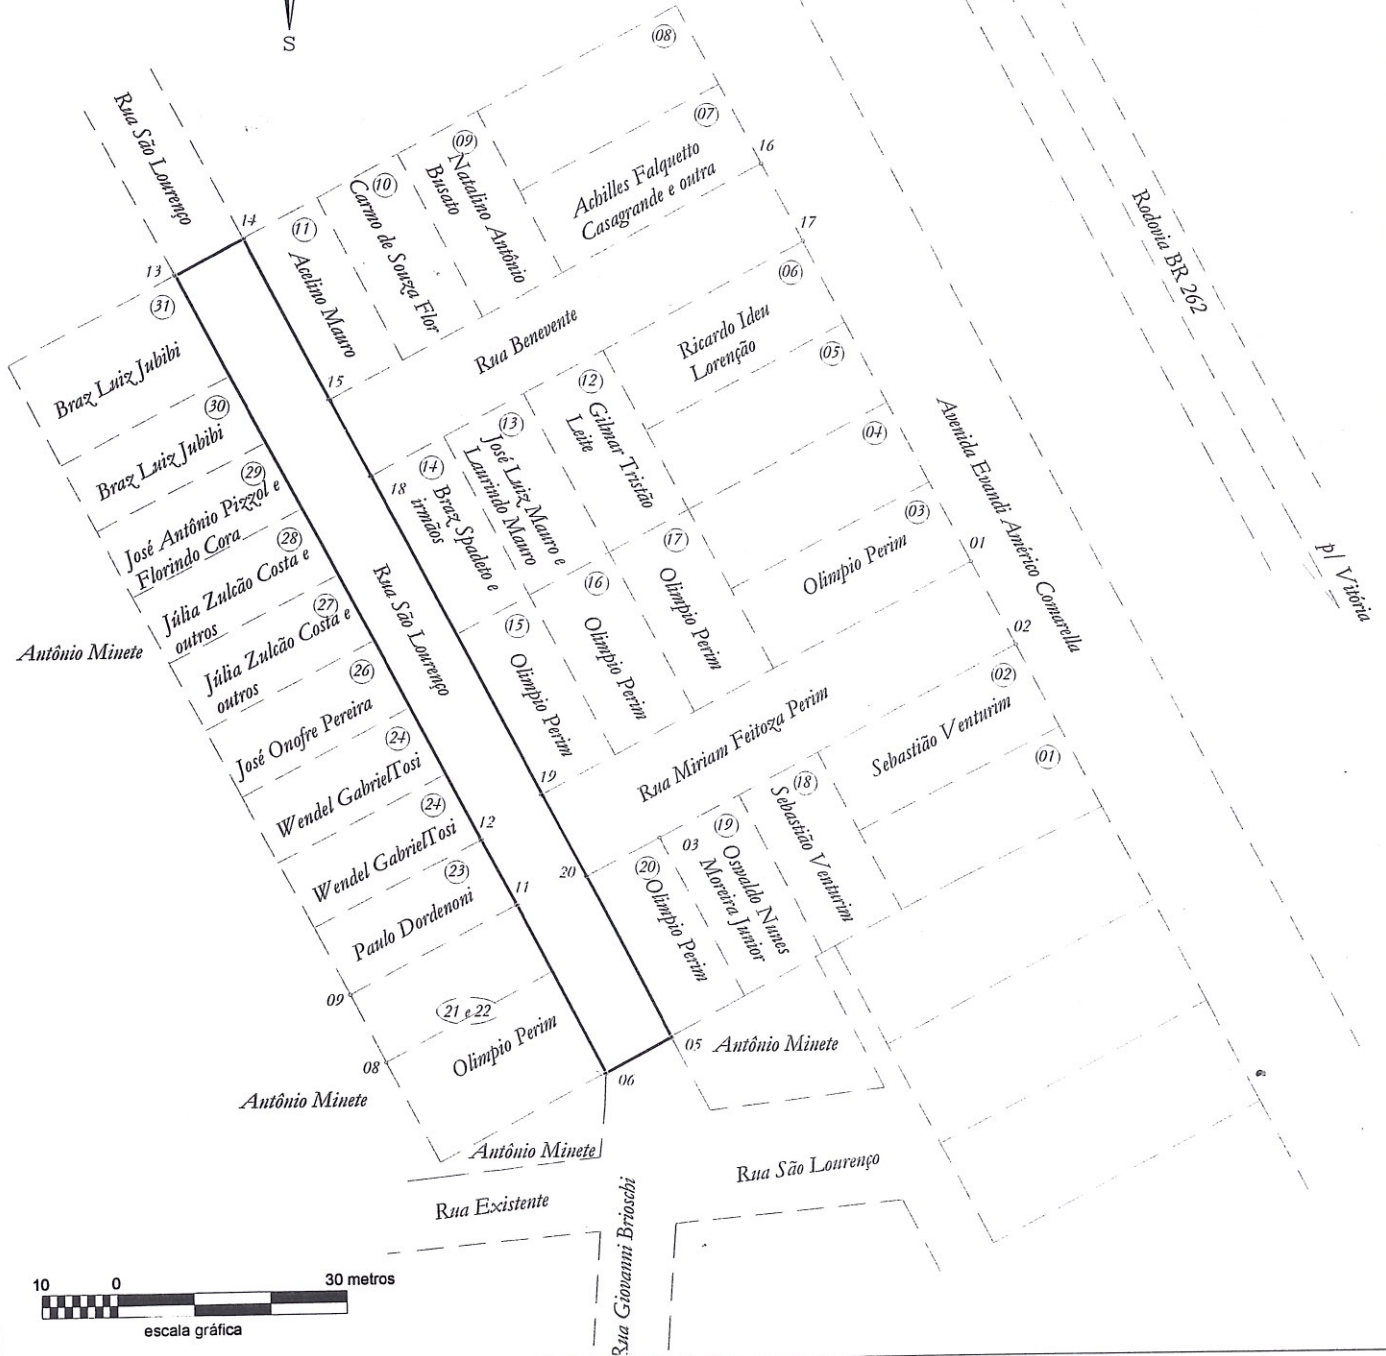 S
Rua São Lourenço
08
07
Achilles Falquetto
Casagrande e outra
16
17
09
Natalino Antônio
Busato
10
Carmo de Souza Flor
11
Acelino Mauro
14
13
31
Braz Luiz Jubibi
30
Braz Luiz Jubibi
29
José Antônio Pizzol e
Florindo Cora
28
Júlia Zulcão Costa e
outros
27
Júlia Zulcão Costa e
outros
26
José Onofre Pereira
24
Wendel Gabriel Tosi
24
Wendel Gabriel Tosi
23
Paulo Dordenoni
21 e 22
Olimpio Perim
Antônio Minete
09
08
Antônio Minete
15
Rua Benevente
18
Rua São Lourenço
19
12
11
20
06
Ricardo Ideu
Lorenção
05
04
03
Olimpio Perim
12
Gilmar Tristão
Leite
13
José Luiz Mauro e
Laurindo Mauro
14
Braz Spadeto e
irmãos
15
Olimpio Perim
16
Olimpio Perim
17
Olimpio Perim
01
02
Rua Miriam Feitoza Perim
02
Sebastião Venturim
01
18
Sebastião Venturim
03
19
Oswaldo Nunes
Moreira Junior
20
Olimpio Perim
05
Antônio Minete
06
Antônio Minete
Rua Existente
Rua São Lourenço
Rua Giovanni Brioschi
Avenida Evandi Américo Comarella
Rodovia BR 262
p/ Vitória
10 0 30 metros
escala gráfica